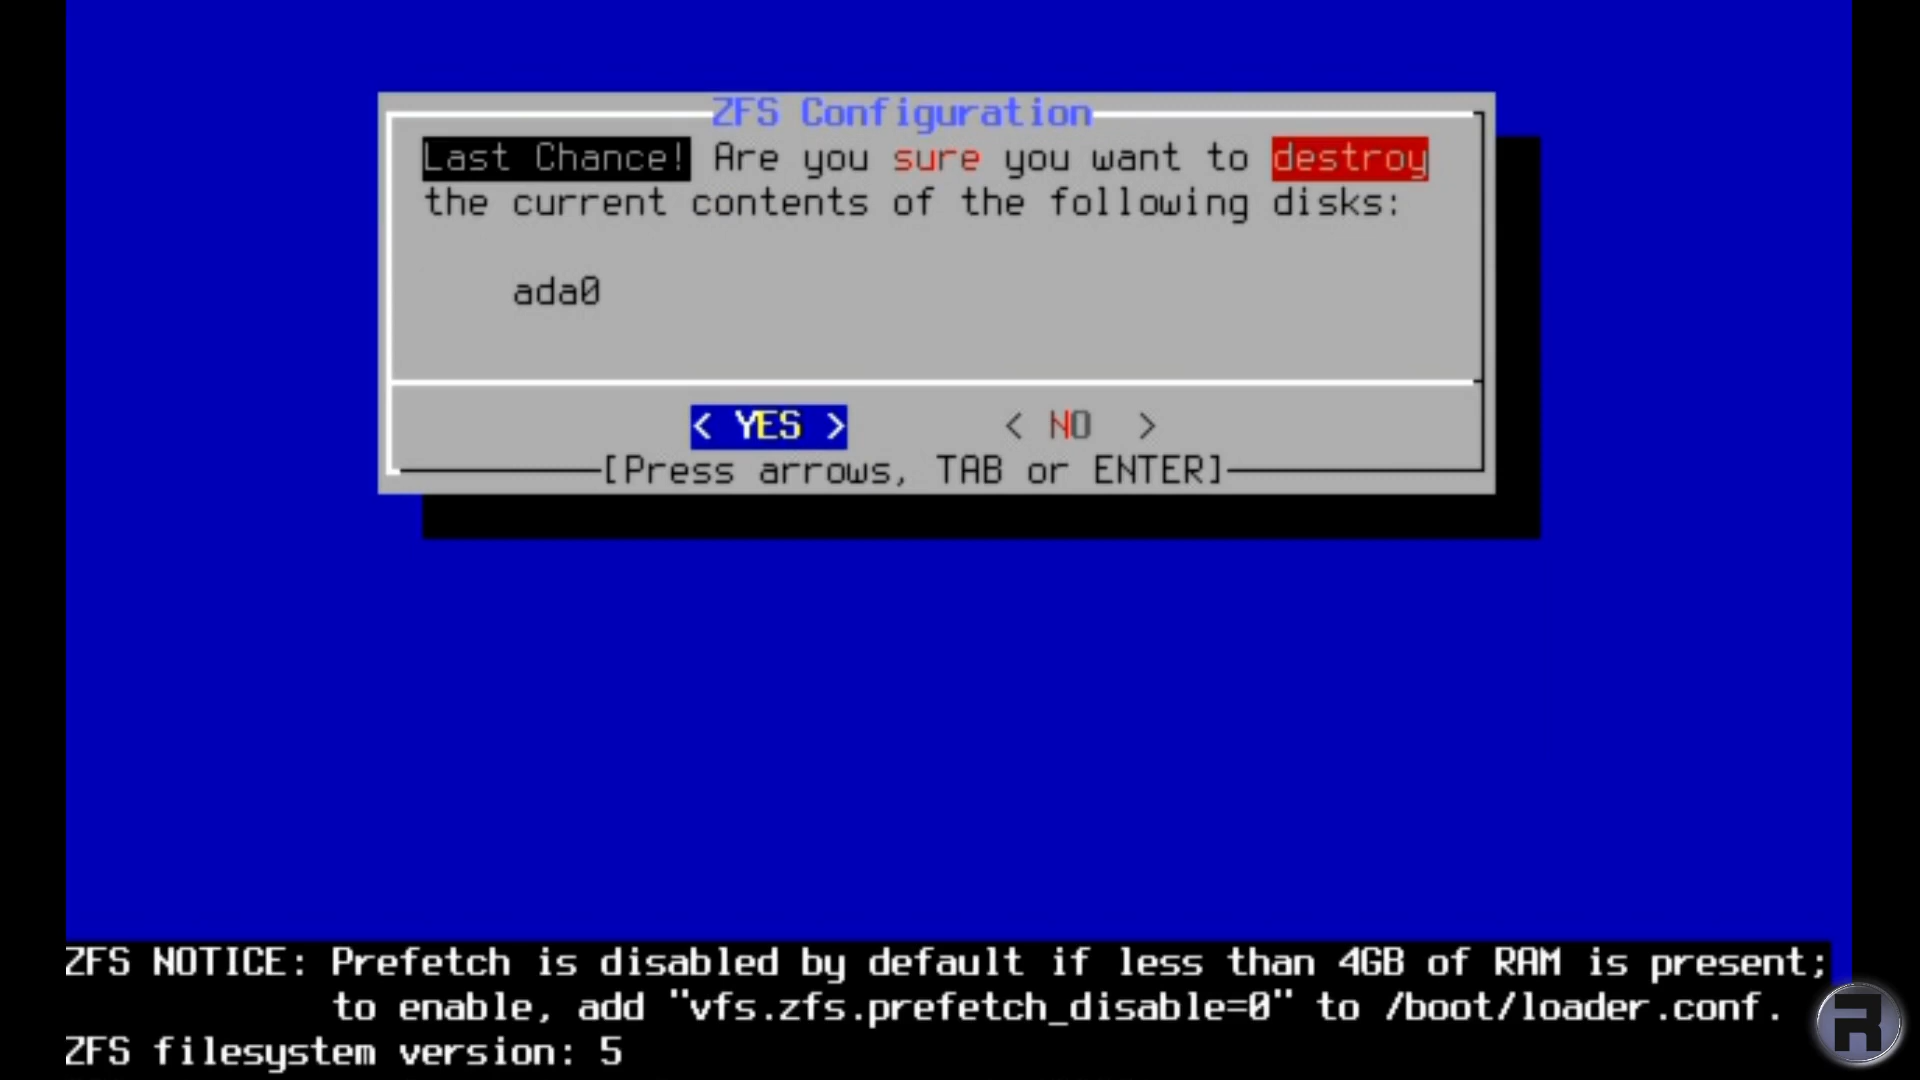 ZFS Configuration
Last Chance! Are you sure you want to destroy
the current contents of the following disks:
ada0
< YES > < NO >
[Press arrows, TAB or ENTER]
ZFS NOTICE: Prefetch is disabled by default if less than 4GB of RAM is present;
to enable, add "vfs.zfs.prefetch_disable=0" to /boot/loader.conf.
ZFS filesystem version: 5
R